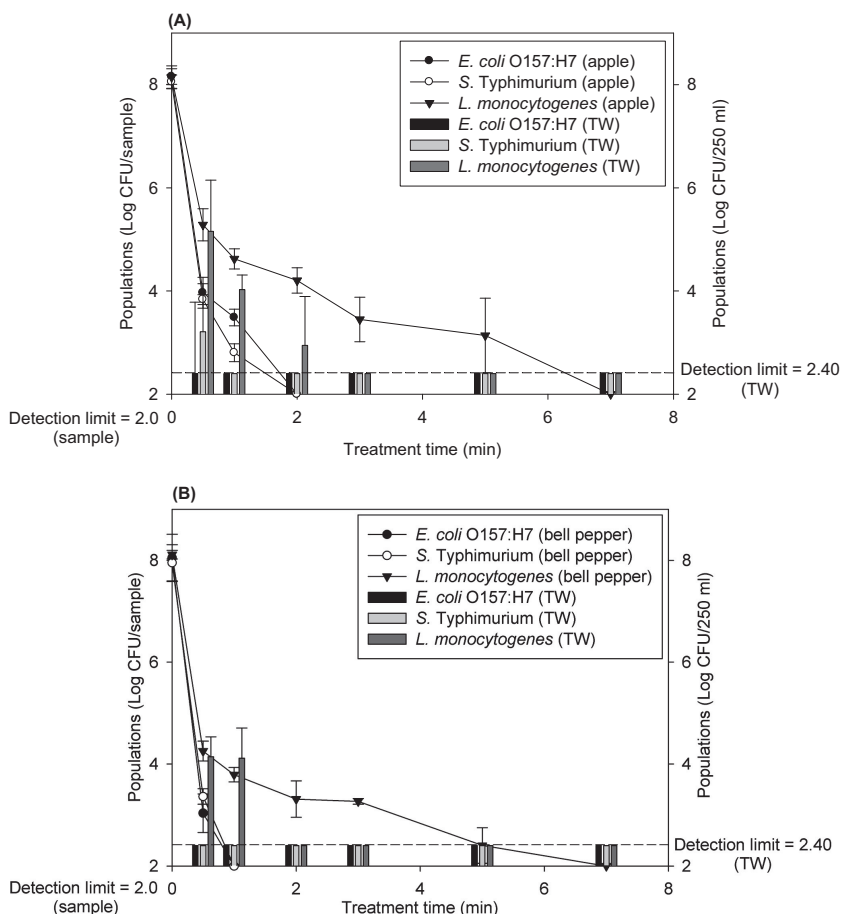 (A)
E. coli O157:H7 (apple)
S. Typhimurium (apple)
L. monocytogenes (apple)
E. coli O157:H7 (TW)
S. Typhimurium (TW)
L. monocytogenes (TW)
Populations (Log CFU/sample)
Populations (Log CFU/250 ml)
8
6
4
2
8
6
4
2
Detection limit = 2.40
(TW)
Detection limit = 2.0
(sample)
0
2
4
6
8
Treatment time (min)
(B)
E. coli O157:H7 (bell pepper)
S. Typhimurium (bell pepper)
L. monocytogenes (bell pepper)
E. coli O157:H7 (TW)
S. Typhimurium (TW)
L. monocytogenes (TW)
Populations (Log CFU/sample)
Populations (Log CFU/250 ml)
8
6
4
2
8
6
4
2
Detection limit = 2.40
(TW)
Detection limit = 2.0
(sample)
0
2
4
6
8
Treatment time (min)